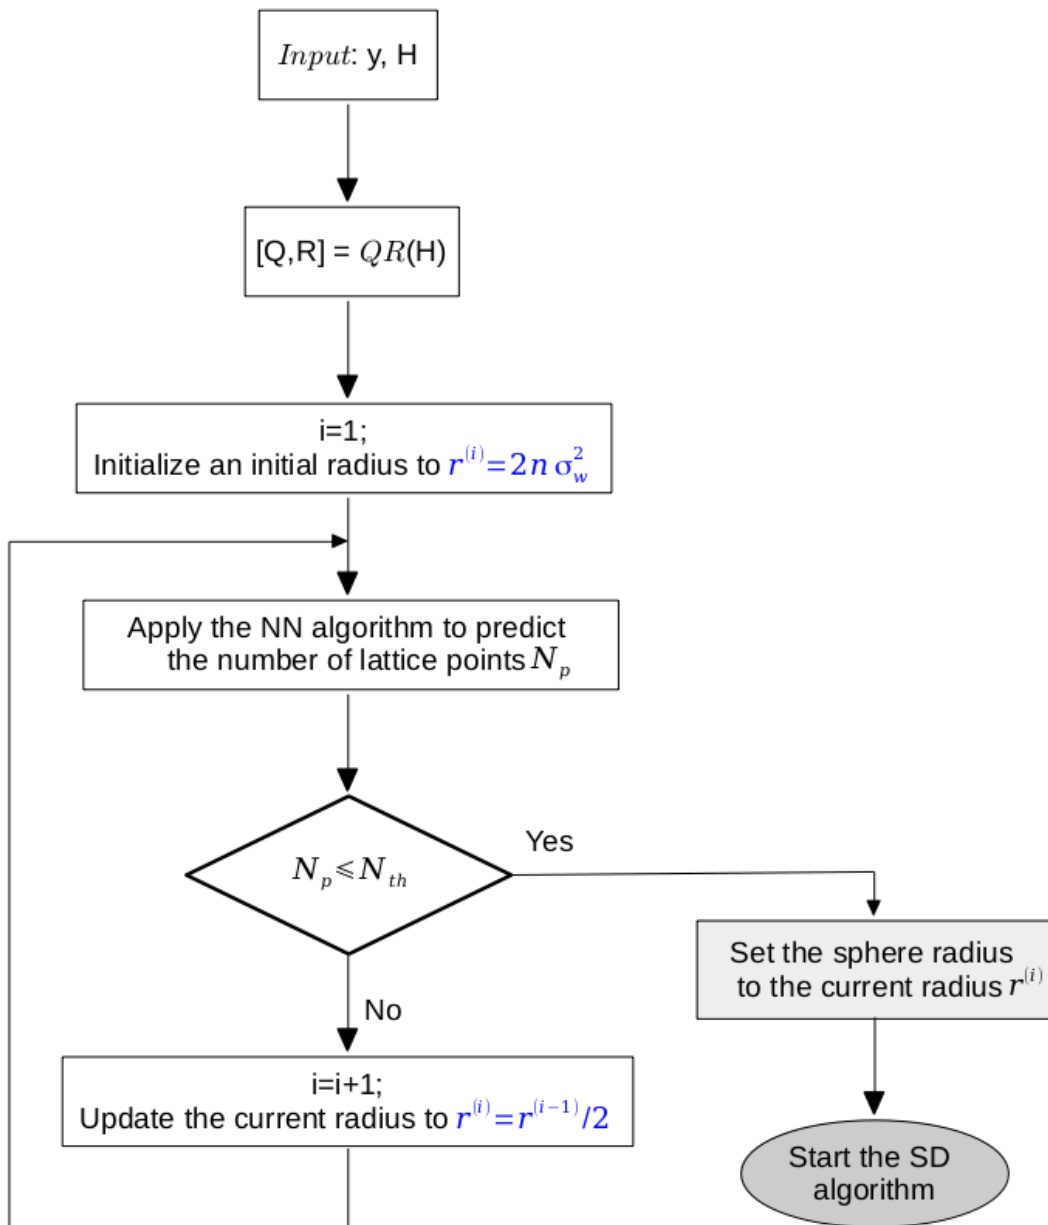 Input: y, H
[Q,R] = QR(H)
i=1;
Initialize an initial radius to r⁽ⁱ⁾=2n σ_w²
Apply the NN algorithm to predict
the number of lattice points N_p
N_p ⩽ N_th
Yes
Set the sphere radius
to the current radius r⁽ⁱ⁾
No
i=i+1;
Update the current radius to r⁽ⁱ⁾=r⁽ⁱ⁻¹⁾/2
Start the SD
algorithm